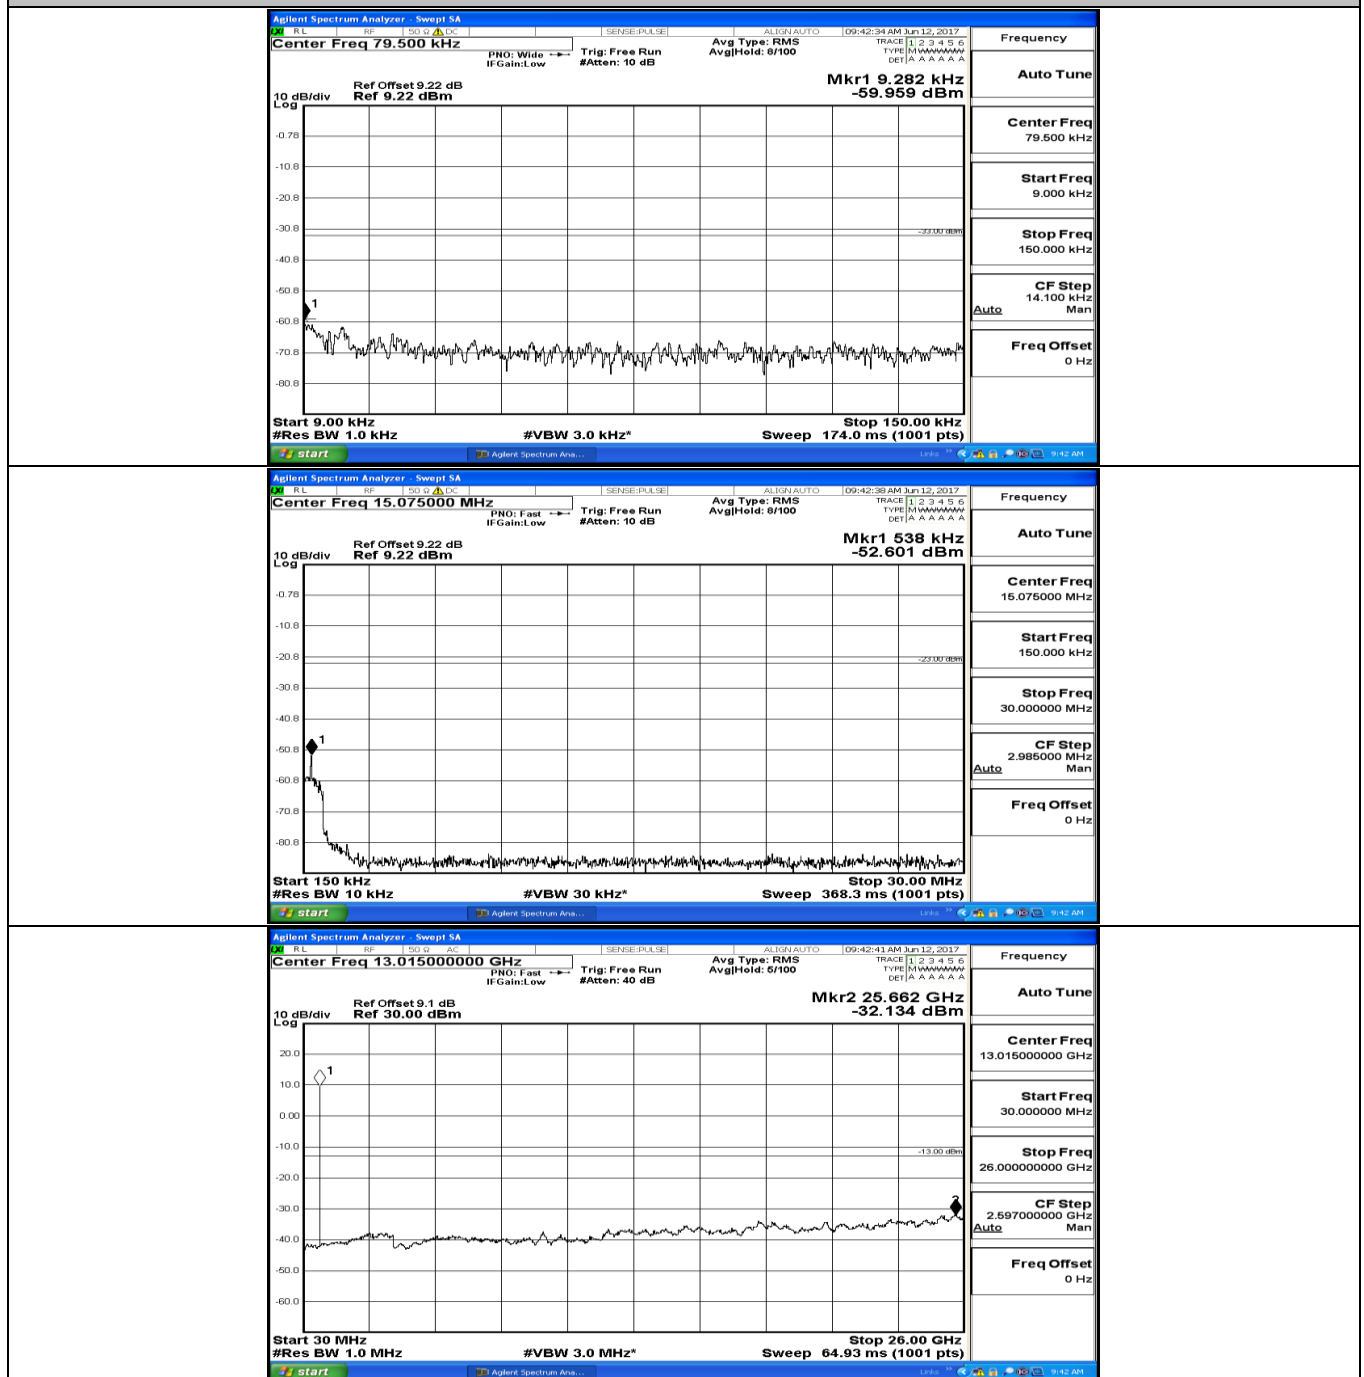 Agilent Spectrum Analyzer - Swept SA
RL RF 50 Ω DC SENSE:PULSE ALIGN AUTO 09:42:34 AM Jun 12, 2017
Center Freq 79.500 kHz
PNO: Wide
IFGain:Low
Trig: Free Run
#Atten: 10 dB
Avg Type: RMS
Avg|Hold: 8/100
TRACE 1 2 3 4 5 6
TYPE M
DET A A A A A A
Ref Offset 9.22 dB
Ref 9.22 dBm
10 dB/div
Log
Mkr1 9.282 kHz
-59.959 dBm
-0.78
-10.8
-20.8
-30.8
-40.8
-50.8
-60.8
-70.8
-80.8
-33.00 dBm
1
Start 9.00 kHz
Stop 150.00 kHz
#Res BW 1.0 kHz
#VBW 3.0 kHz*
Sweep 174.0 ms (1001 pts)
Frequency
Auto Tune
Center Freq
79.500 kHz
Start Freq
9.000 kHz
Stop Freq
150.000 kHz
CF Step
14.100 kHz
Auto Man
Freq Offset
0 Hz
start
Agilent Spectrum Ana...
Links
9:42 AM
Agilent Spectrum Analyzer - Swept SA
RL RF 50 Ω DC SENSE:PULSE ALIGN AUTO 09:42:38 AM Jun 12, 2017
Center Freq 15.075000 MHz
PNO: Fast
IFGain:Low
Trig: Free Run
#Atten: 10 dB
Avg Type: RMS
Avg|Hold: 8/100
TRACE 1 2 3 4 5 6
TYPE M
DET A A A A A A
Ref Offset 9.22 dB
Ref 9.22 dBm
10 dB/div
Log
Mkr1 538 kHz
-52.601 dBm
-0.78
-10.8
-20.8
-30.8
-40.8
-50.8
-60.8
-70.8
-80.8
-23.00 dBm
1
Start 150 kHz
Stop 30.00 MHz
#Res BW 10 kHz
#VBW 30 kHz*
Sweep 368.3 ms (1001 pts)
Frequency
Auto Tune
Center Freq
15.075000 MHz
Start Freq
150.000 kHz
Stop Freq
30.000000 MHz
CF Step
2.985000 MHz
Auto Man
Freq Offset
0 Hz
start
Agilent Spectrum Ana...
Links
9:42 AM
Agilent Spectrum Analyzer - Swept SA
RL RF 50 Ω AC SENSE:PULSE ALIGN AUTO 09:42:41 AM Jun 12, 2017
Center Freq 13.015000000 GHz
PNO: Fast
IFGain:Low
Trig: Free Run
#Atten: 40 dB
Avg Type: RMS
Avg|Hold: 5/100
TRACE 1 2 3 4 5 6
TYPE M
DET A A A A A A
Ref Offset 9.1 dB
Ref 30.00 dBm
10 dB/div
Log
Mkr2 25.662 GHz
-32.134 dBm
20.0
10.0
0.00
-10.0
-20.0
-30.0
-40.0
-50.0
-60.0
-13.00 dBm
1
2
Start 30 MHz
Stop 26.00 GHz
#Res BW 1.0 MHz
#VBW 3.0 MHz*
Sweep 64.93 ms (1001 pts)
Frequency
Auto Tune
Center Freq
13.015000000 GHz
Start Freq
30.000000 MHz
Stop Freq
26.000000000 GHz
CF Step
2.597000000 GHz
Auto Man
Freq Offset
0 Hz
start
Agilent Spectrum Ana...
Links
9:42 AM